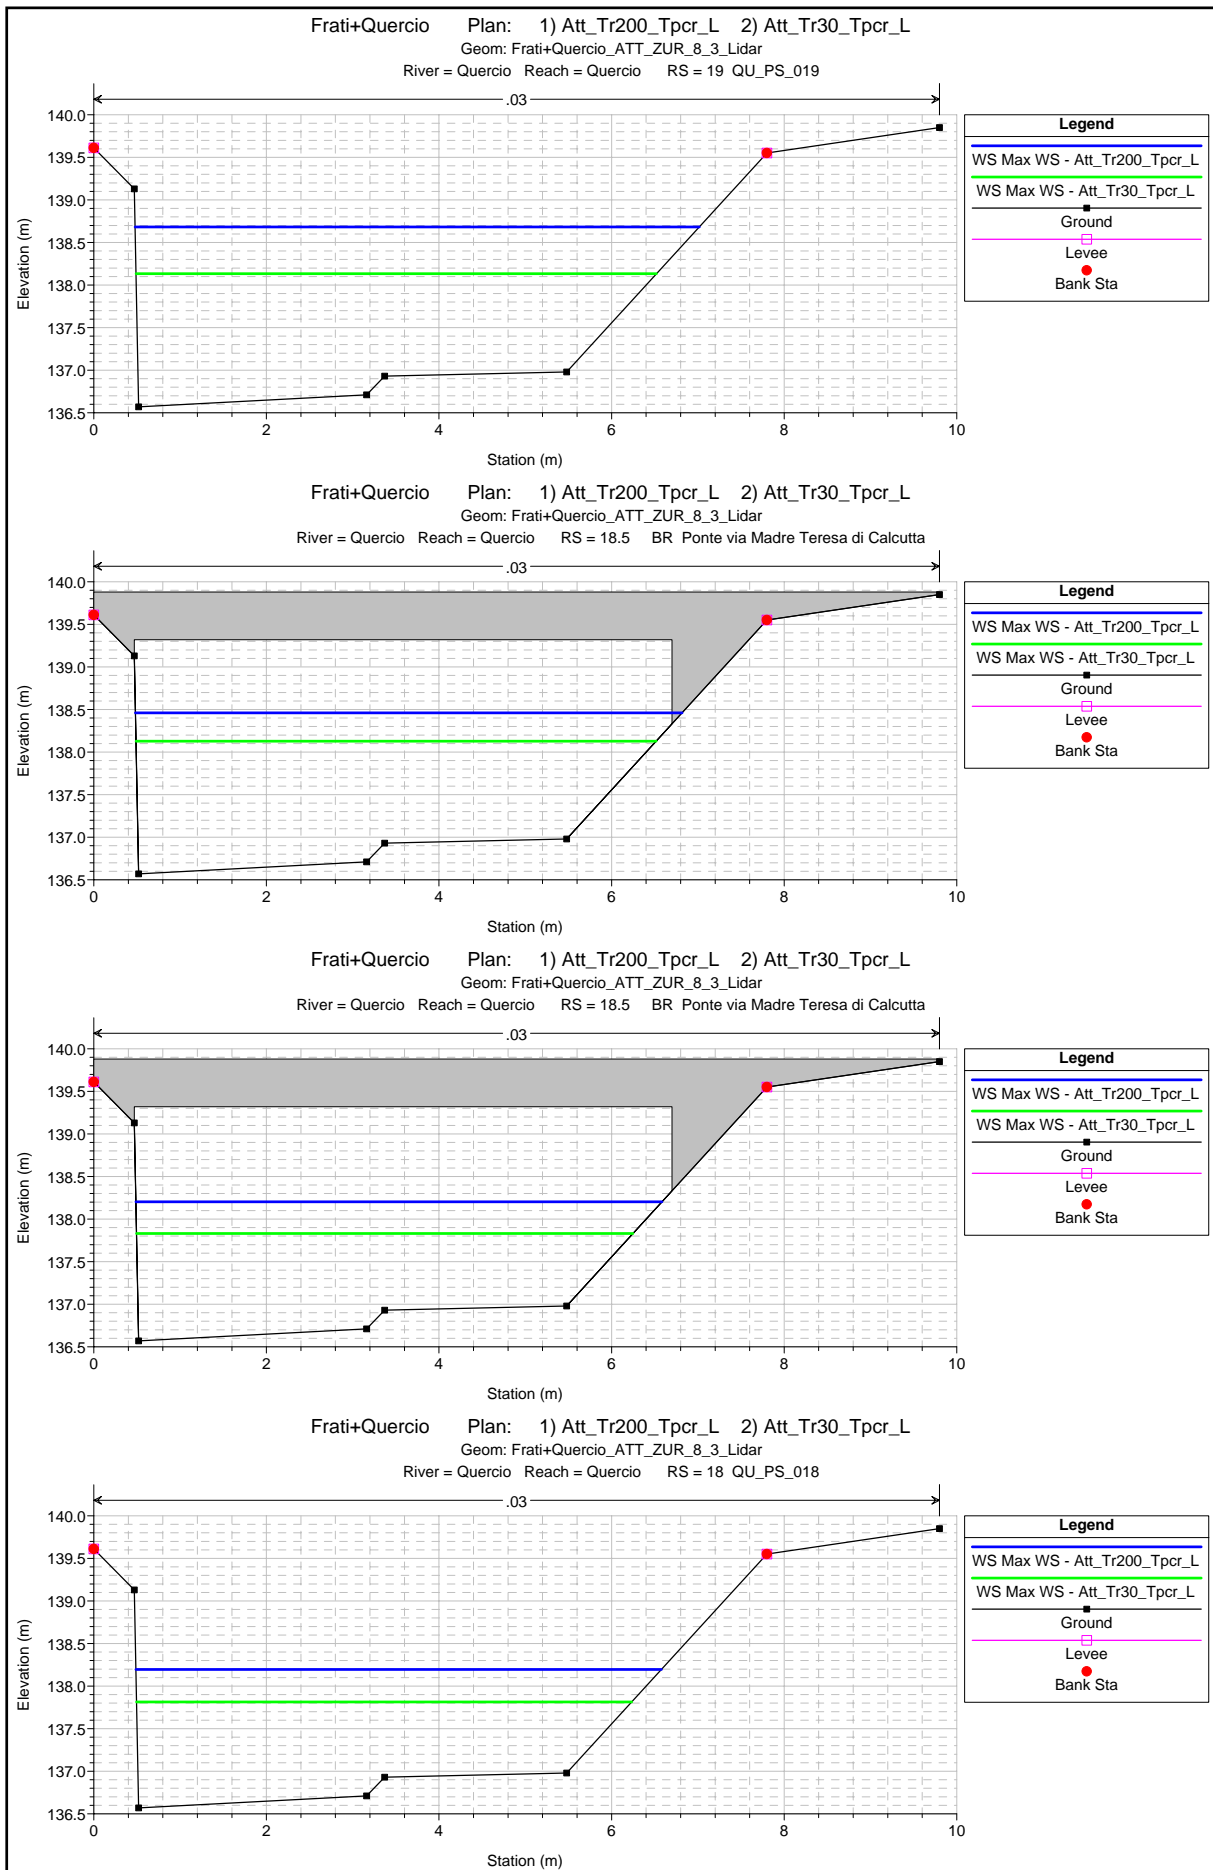 Frati+Quercio Plan: 1) Att_Tr200_Tpcr_L 2) Att_Tr30_Tpcr_L
Geom: Frati+Quercio_ATT_ZUR_8_3_Lidar
River = Quercio Reach = Quercio RS = 19 QU_PS_019
.03
140.0
139.5
139.0
138.5
138.0
137.5
137.0
136.5
Elevation (m)
0 2 4 6 8 10
Station (m)
Legend
WS Max WS - Att_Tr200_Tpcr_L
WS Max WS - Att_Tr30_Tpcr_L
Ground
Levee
Bank Sta
Frati+Quercio Plan: 1) Att_Tr200_Tpcr_L 2) Att_Tr30_Tpcr_L
Geom: Frati+Quercio_ATT_ZUR_8_3_Lidar
River = Quercio Reach = Quercio RS = 18.5 BR Ponte via Madre Teresa di Calcutta
.03
140.0
139.5
139.0
138.5
138.0
137.5
137.0
136.5
Elevation (m)
0 2 4 6 8 10
Station (m)
Legend
WS Max WS - Att_Tr200_Tpcr_L
WS Max WS - Att_Tr30_Tpcr_L
Ground
Levee
Bank Sta
Frati+Quercio Plan: 1) Att_Tr200_Tpcr_L 2) Att_Tr30_Tpcr_L
Geom: Frati+Quercio_ATT_ZUR_8_3_Lidar
River = Quercio Reach = Quercio RS = 18.5 BR Ponte via Madre Teresa di Calcutta
.03
140.0
139.5
139.0
138.5
138.0
137.5
137.0
136.5
Elevation (m)
0 2 4 6 8 10
Station (m)
Legend
WS Max WS - Att_Tr200_Tpcr_L
WS Max WS - Att_Tr30_Tpcr_L
Ground
Levee
Bank Sta
Frati+Quercio Plan: 1) Att_Tr200_Tpcr_L 2) Att_Tr30_Tpcr_L
Geom: Frati+Quercio_ATT_ZUR_8_3_Lidar
River = Quercio Reach = Quercio RS = 18 QU_PS_018
.03
140.0
139.5
139.0
138.5
138.0
137.5
137.0
136.5
Elevation (m)
0 2 4 6 8 10
Station (m)
Legend
WS Max WS - Att_Tr200_Tpcr_L
WS Max WS - Att_Tr30_Tpcr_L
Ground
Levee
Bank Sta